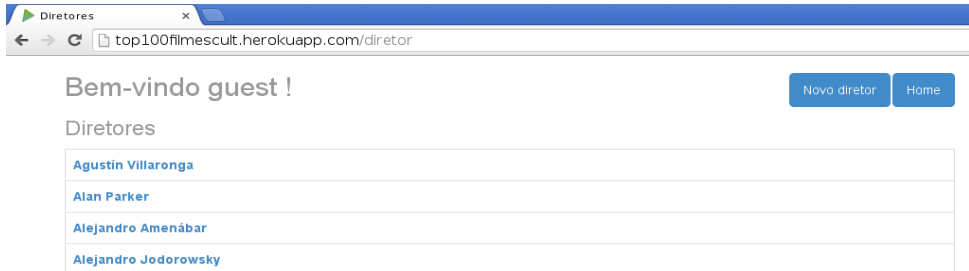 Diretores
top100filmescult.herokuapp.com/diretor
Bem-vindo guest !
Novo diretor
Home
Diretores
Agustín Villaronga
Alan Parker
Alejandro Amenábar
Alejandro Jodorowsky